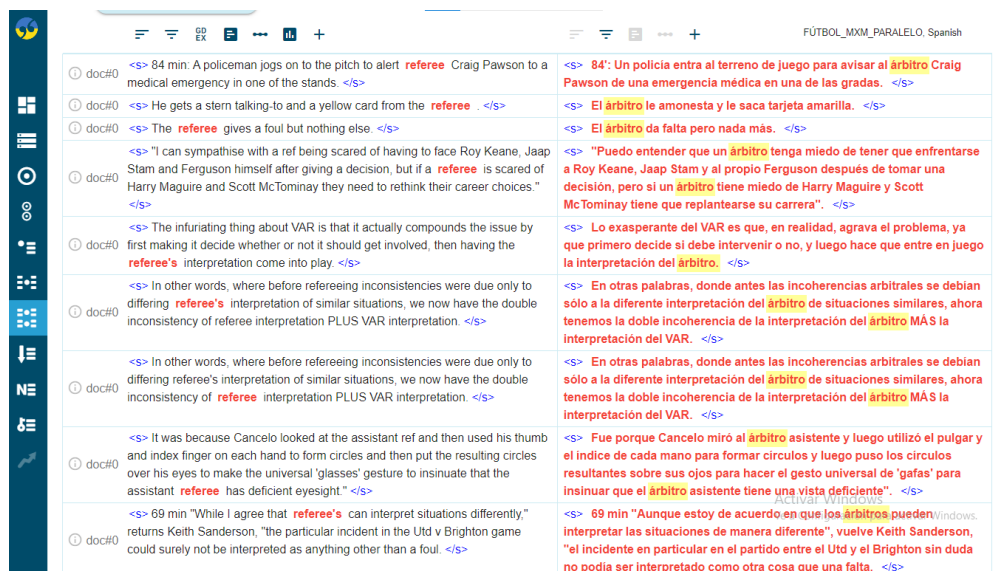 GD
EX
FÚTBOL_MXM_PARALELO, Spanish
doc#0 <s> 84 min: A policeman jogs on to the pitch to alert referee Craig Pawson to a
medical emergency in one of the stands. </s>
<s> 84': Un policía entra al terreno de juego para avisar al árbitro Craig
Pawson de una emergencia médica en una de las gradas. </s>
doc#0 <s> He gets a stern talking-to and a yellow card from the referee . </s>
<s> El árbitro le amonesta y le saca tarjeta amarilla. </s>
doc#0 <s> The referee gives a foul but nothing else. </s>
<s> El árbitro da falta pero nada más. </s>
doc#0 <s> "I can sympathise with a ref being scared of having to face Roy Keane, Jaap
Stam and Ferguson himself after giving a decision, but if a referee is scared of
Harry Maguire and Scott McTominay they need to rethink their career choices."
</s>
<s> "Puedo entender que un árbitro tenga miedo de tener que enfrentarse
a Roy Keane, Jaap Stam y al propio Ferguson después de tomar una
decisión, pero si un árbitro tiene miedo de Harry Maguire y Scott
McTominay tiene que replantearse su carrera". </s>
doc#0 <s> The infuriating thing about VAR is that it actually compounds the issue by
first making it decide whether or not it should get involved, then having the
referee's interpretation come into play. </s>
<s> Lo exasperante del VAR es que, en realidad, agrava el problema, ya
que primero decide si debe intervenir o no, y luego hace que entre en juego
la interpretación del árbitro. </s>
doc#0 <s> In other words, where before refereeing inconsistencies were due only to
differing referee's interpretation of similar situations, we now have the double
inconsistency of referee interpretation PLUS VAR interpretation. </s>
<s> En otras palabras, donde antes las incoherencias arbitrales se debían
sólo a la diferente interpretación del árbitro de situaciones similares, ahora
tenemos la doble incoherencia de la interpretación del árbitro MÁS la
interpretación del VAR. </s>
doc#0 <s> In other words, where before refereeing inconsistencies were due only to
differing referee's interpretation of similar situations, we now have the double
inconsistency of referee interpretation PLUS VAR interpretation. </s>
<s> En otras palabras, donde antes las incoherencias arbitrales se debían
sólo a la diferente interpretación del árbitro de situaciones similares, ahora
tenemos la doble incoherencia de la interpretación del árbitro MÁS la
interpretación del VAR. </s>
doc#0 <s> It was because Cancelo looked at the assistant ref and then used his thumb
and index finger on each hand to form circles and then put the resulting circles
over his eyes to make the universal 'glasses' gesture to insinuate that the
assistant referee has deficient eyesight." </s>
<s> Fue porque Cancelo miró al árbitro asistente y luego utilizó el pulgar y
el índice de cada mano para formar círculos y luego puso los círculos
resultantes sobre sus ojos para hacer el gesto universal de 'gafas' para
insinuar que el árbitro asistente tiene una vista deficiente". </s>
Activar Windows
doc#0 <s> 69 min "While I agree that referee's can interpret situations differently,"
returns Keith Sanderson, "the particular incident in the Utd v Brighton game
could surely not be interpreted as anything other than a foul. </s>
<s> 69 min "Aunque estoy de acuerdo en que los árbitros pueden
interpretar las situaciones de manera diferente", vuelve Keith Sanderson,
"el incidente en particular en el partido entre el Utd y el Brighton sin duda
no podía ser interpretado como otra cosa que una falta. </s>
Windows.